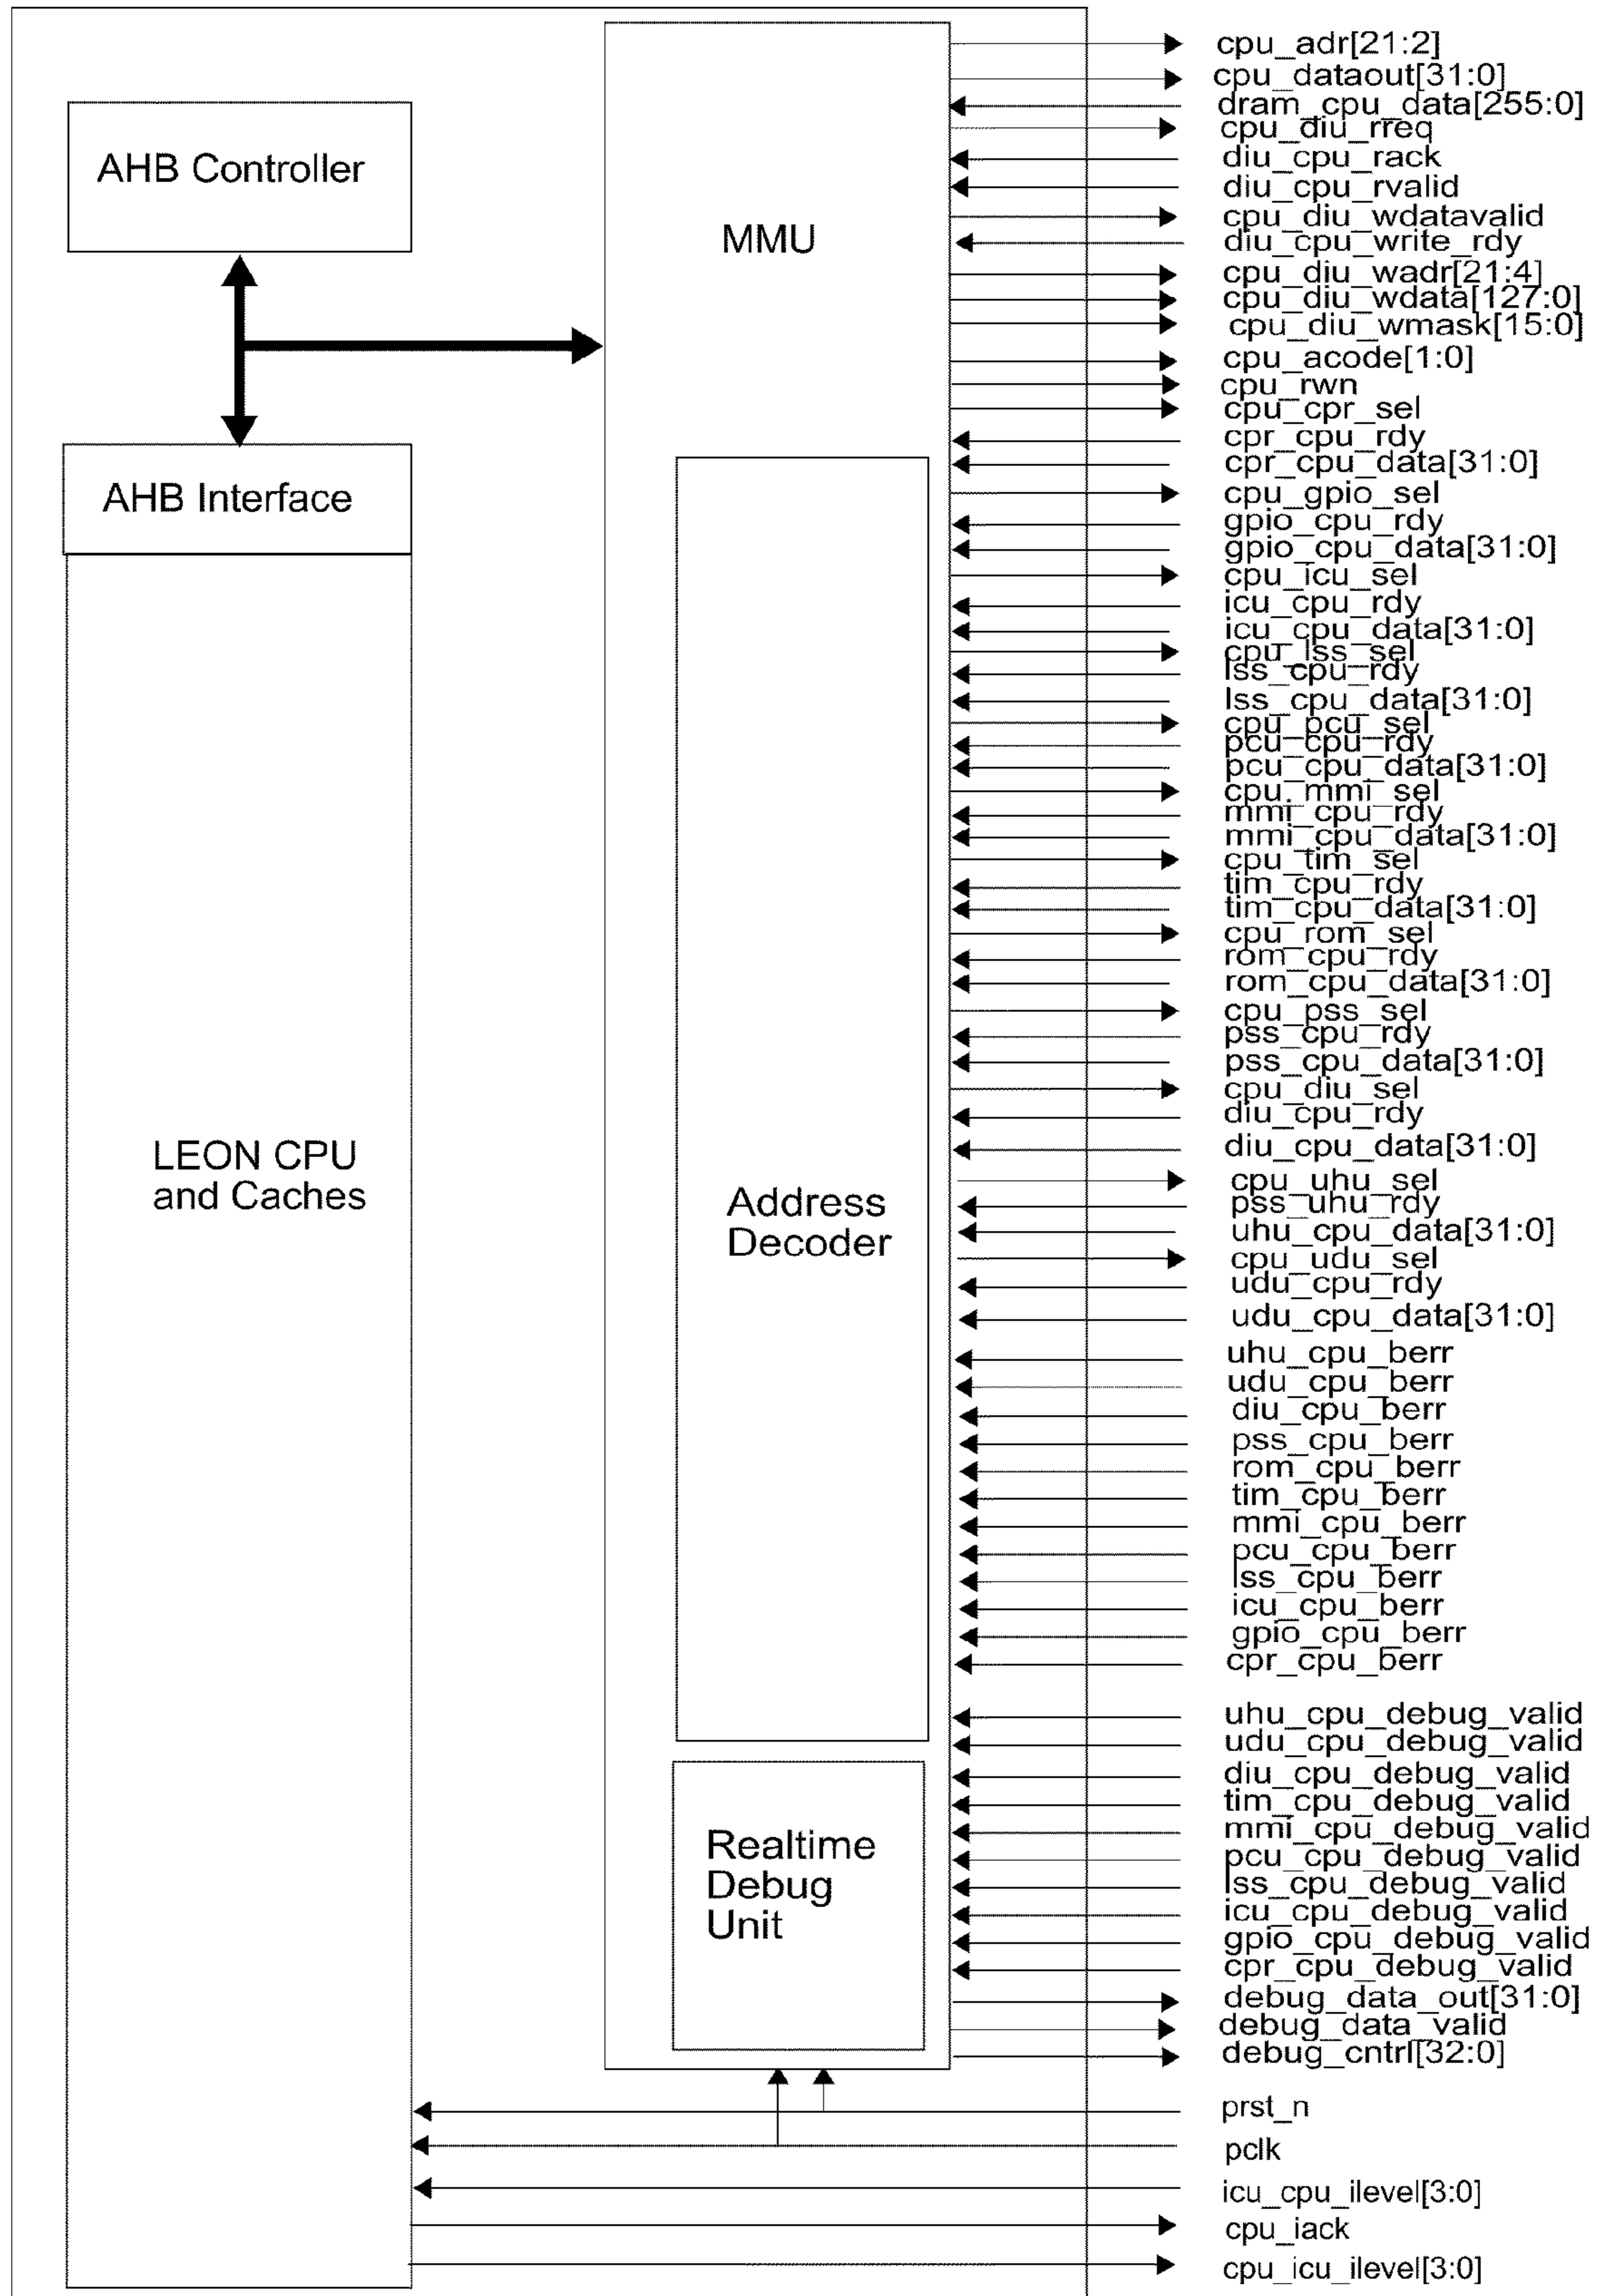 AHB Controller
AHB Interface
LEON CPU
and Caches
MMU
Address
Decoder
Realtime
Debug
Unit
cpu_adr[21:2]
cpu_dataout[31:0]
dram_cpu_data[255:0]
cpu_diu_rreq
diu_cpu_rack
diu_cpu_rvalid
cpu_diu_wdatavalid
diu_cpu_write_rdy
cpu_diu_wadr[21:4]
cpu_diu_wdata[127:0]
cpu_diu_wmask[15:0]
cpu_acode[1:0]
cpu_rwn
cpu_cpr_sel
cpr_cpu_rdy
cpr_cpu_data[31:0]
cpu_gpio_sel
gpio_cpu_rdy
gpio_cpu_data[31:0]
cpu_icu_sel
icu_cpu_rdy
icu_cpu_data[31:0]
cpu_lss_sel
lss_cpu_rdy
lss_cpu_data[31:0]
cpu_pcu_sel
pcu_cpu_rdy
pcu_cpu_data[31:0]
cpu_mmi_sel
mmi_cpu_rdy
mmi_cpu_data[31:0]
cpu_tim_sel
tim_cpu_rdy
tim_cpu_data[31:0]
cpu_rom_sel
rom_cpu_rdy
rom_cpu_data[31:0]
cpu_pss_sel
pss_cpu_rdy
pss_cpu_data[31:0]
cpu_diu_sel
diu_cpu_rdy
diu_cpu_data[31:0]
cpu_uhu_sel
pss_uhu_rdy
uhu_cpu_data[31:0]
cpu_udu_sel
udu_cpu_rdy
udu_cpu_data[31:0]
uhu_cpu_berr
udu_cpu_berr
diu_cpu_berr
pss_cpu_berr
rom_cpu_berr
tim_cpu_berr
mmi_cpu_berr
pcu_cpu_berr
lss_cpu_berr
icu_cpu_berr
gpio_cpu_berr
cpr_cpu_berr
uhu_cpu_debug_valid
udu_cpu_debug_valid
diu_cpu_debug_valid
tim_cpu_debug_valid
mmi_cpu_debug_valid
pcu_cpu_debug_valid
lss_cpu_debug_valid
icu_cpu_debug_valid
gpio_cpu_debug_valid
cpr_cpu_debug_valid
debug_data_out[31:0]
debug_data_valid
debug_cntrl[32:0]
prst_n
pclk
icu_cpu_ilevel[3:0]
cpu_iack
cpu_icu_ilevel[3:0]